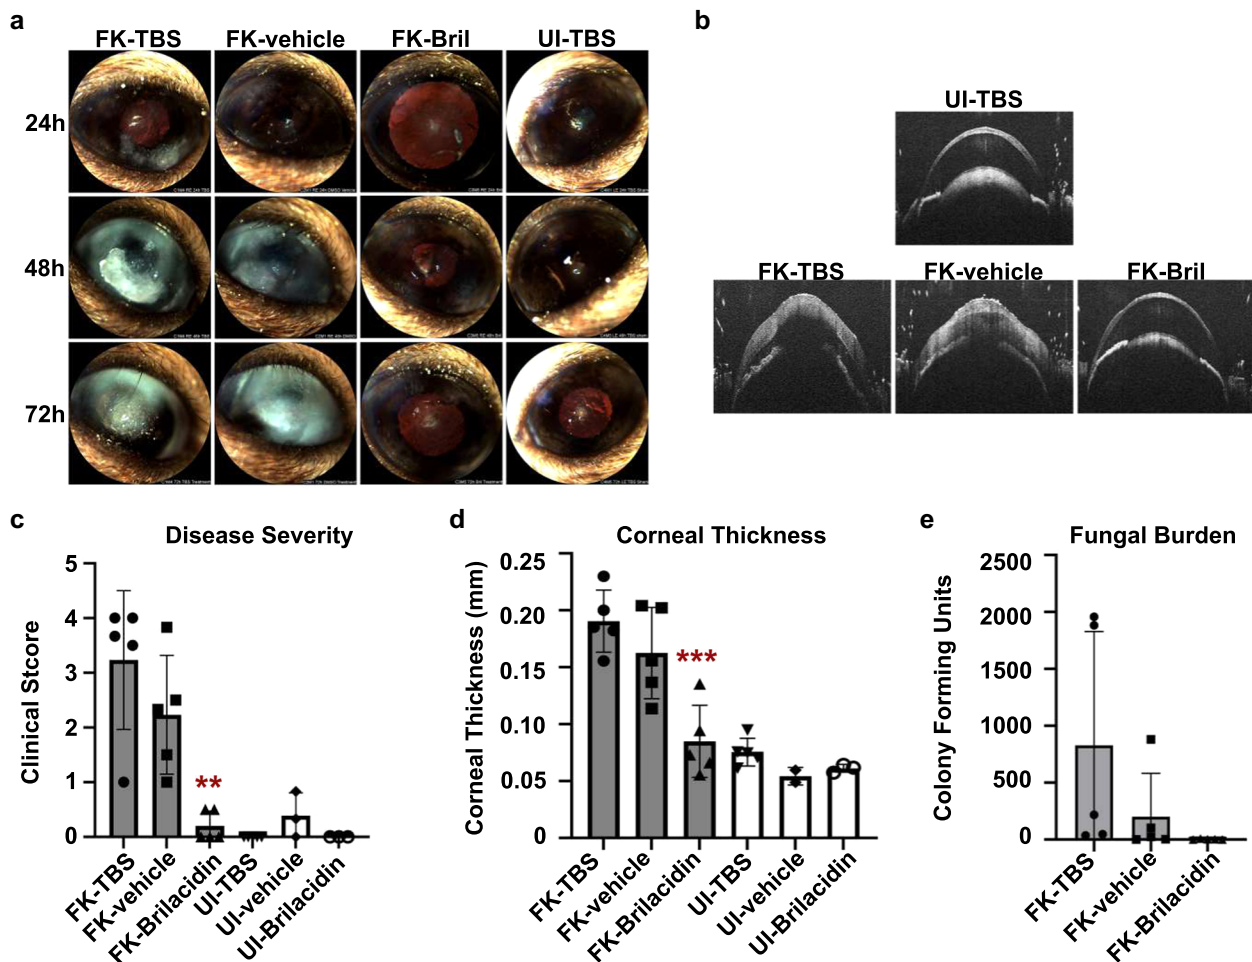 a
FK-TBS FK-vehicle FK-Bril UI-TBS
24h
48h
72h
b
UI-TBS
FK-TBS FK-vehicle FK-Bril
c
Disease Severity
Clinical Stcore
5
4
3
2
1
0
FK-TBS
FK-vehicle
FK-Brilacidin
UI-TBS
UI-vehicle
UI-Brilacidin
**
d
Corneal Thickness
Corneal Thickness (mm)
0.25
0.20
0.15
0.10
0.05
0
FK-TBS
FK-vehicle
FK-Brilacidin
UI-TBS
UI-vehicle
UI-Brilacidin
***
e
Fungal Burden
Colony Forming Units
2500
2000
1500
1000
500
0
FK-TBS
FK-vehicle
FK-Brilacidin